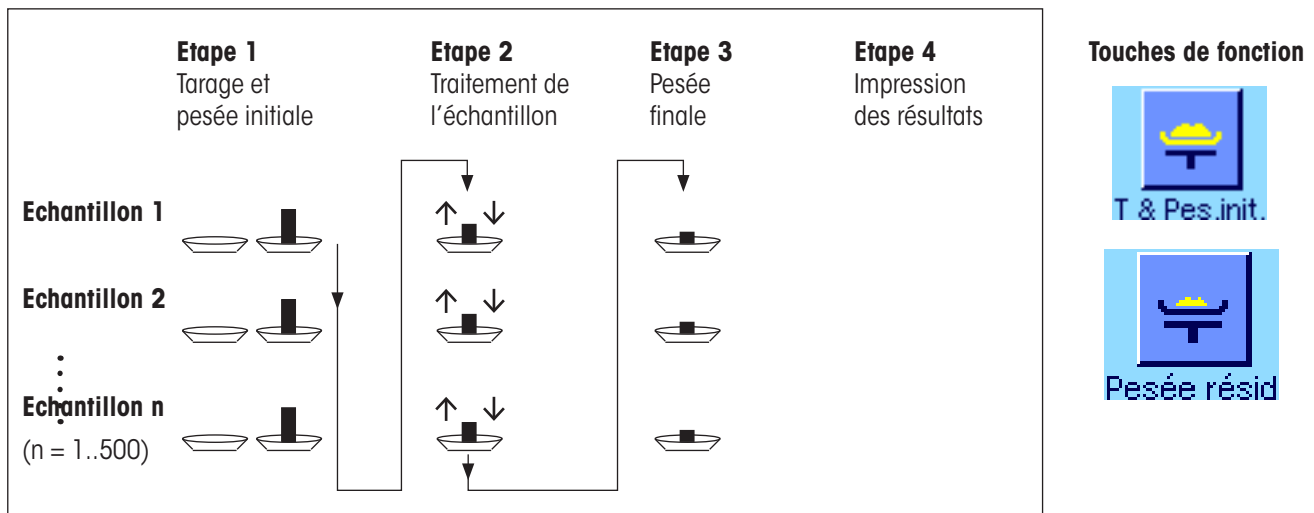 Etape 1
Tarage et
pesée initiale
Etape 2
Traitement de
l'échantillon
Etape 3
Pesée
finale
Etape 4
Impression
des résultats
Touches de fonction
T & Pes.init.
Pesée résid
Echantillon 1
Echantillon 2
Echantillon n
(n = 1..500)